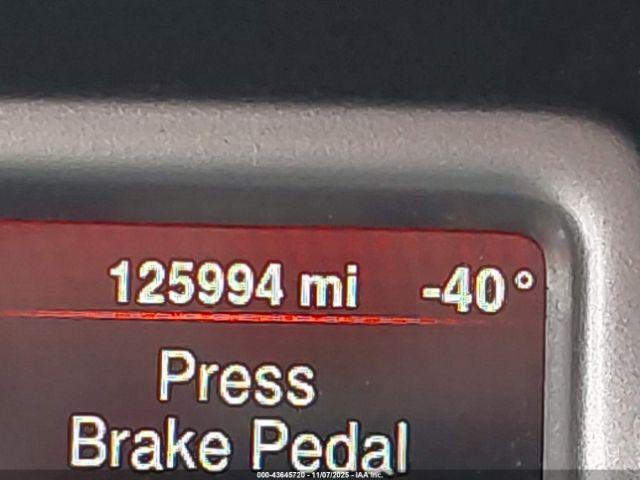 125994 mi -40°
Press
Brake Pedal
000-43645720 - 11/07/2025 - IAA Inc.